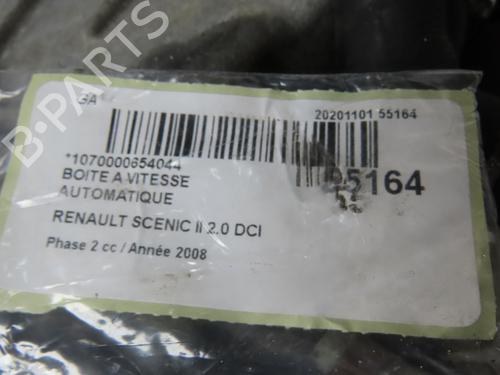 GA
20201101 55164
*1070000654044
BOITE A VITESSE
AUTOMATIQUE
55164
RENAULT SCENIC II 2.0 DCI
Phase 2 cc / Année 2008
B-PARTS